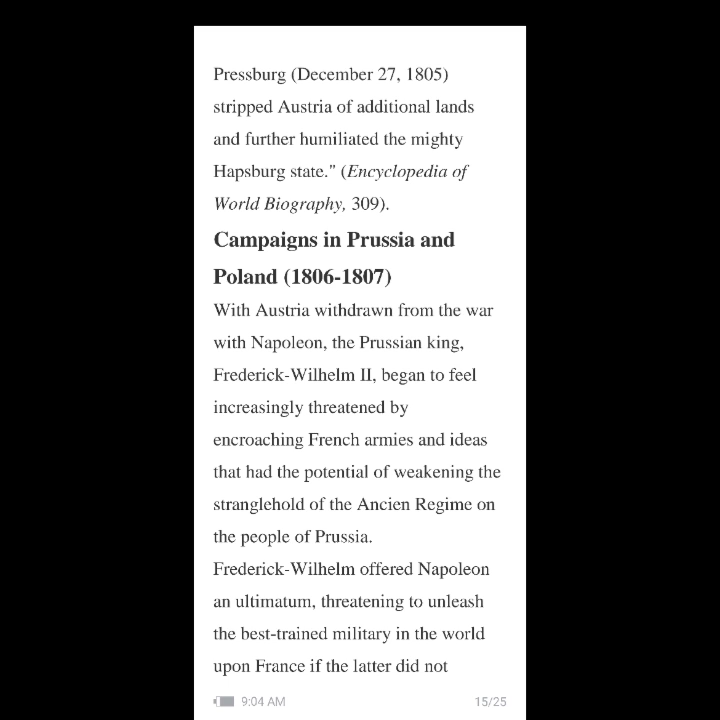 Pressburg (December 27, 1805)
stripped Austria of additional lands
and further humiliated the mighty
Hapsburg state." (Encyclopedia of
World Biography, 309).
Campaigns in Prussia and
Poland (1806-1807)
With Austria withdrawn from the war
with Napoleon, the Prussian king,
Frederick-Wilhelm II, began to feel
increasingly threatened by
encroaching French armies and ideas
that had the potential of weakening the
stranglehold of the Ancien Regime on
the people of Prussia.
Frederick-Wilhelm offered Napoleon
an ultimatum, threatening to unleash
the best-trained military in the world
upon France if the latter did not
9:04 AM 15/25